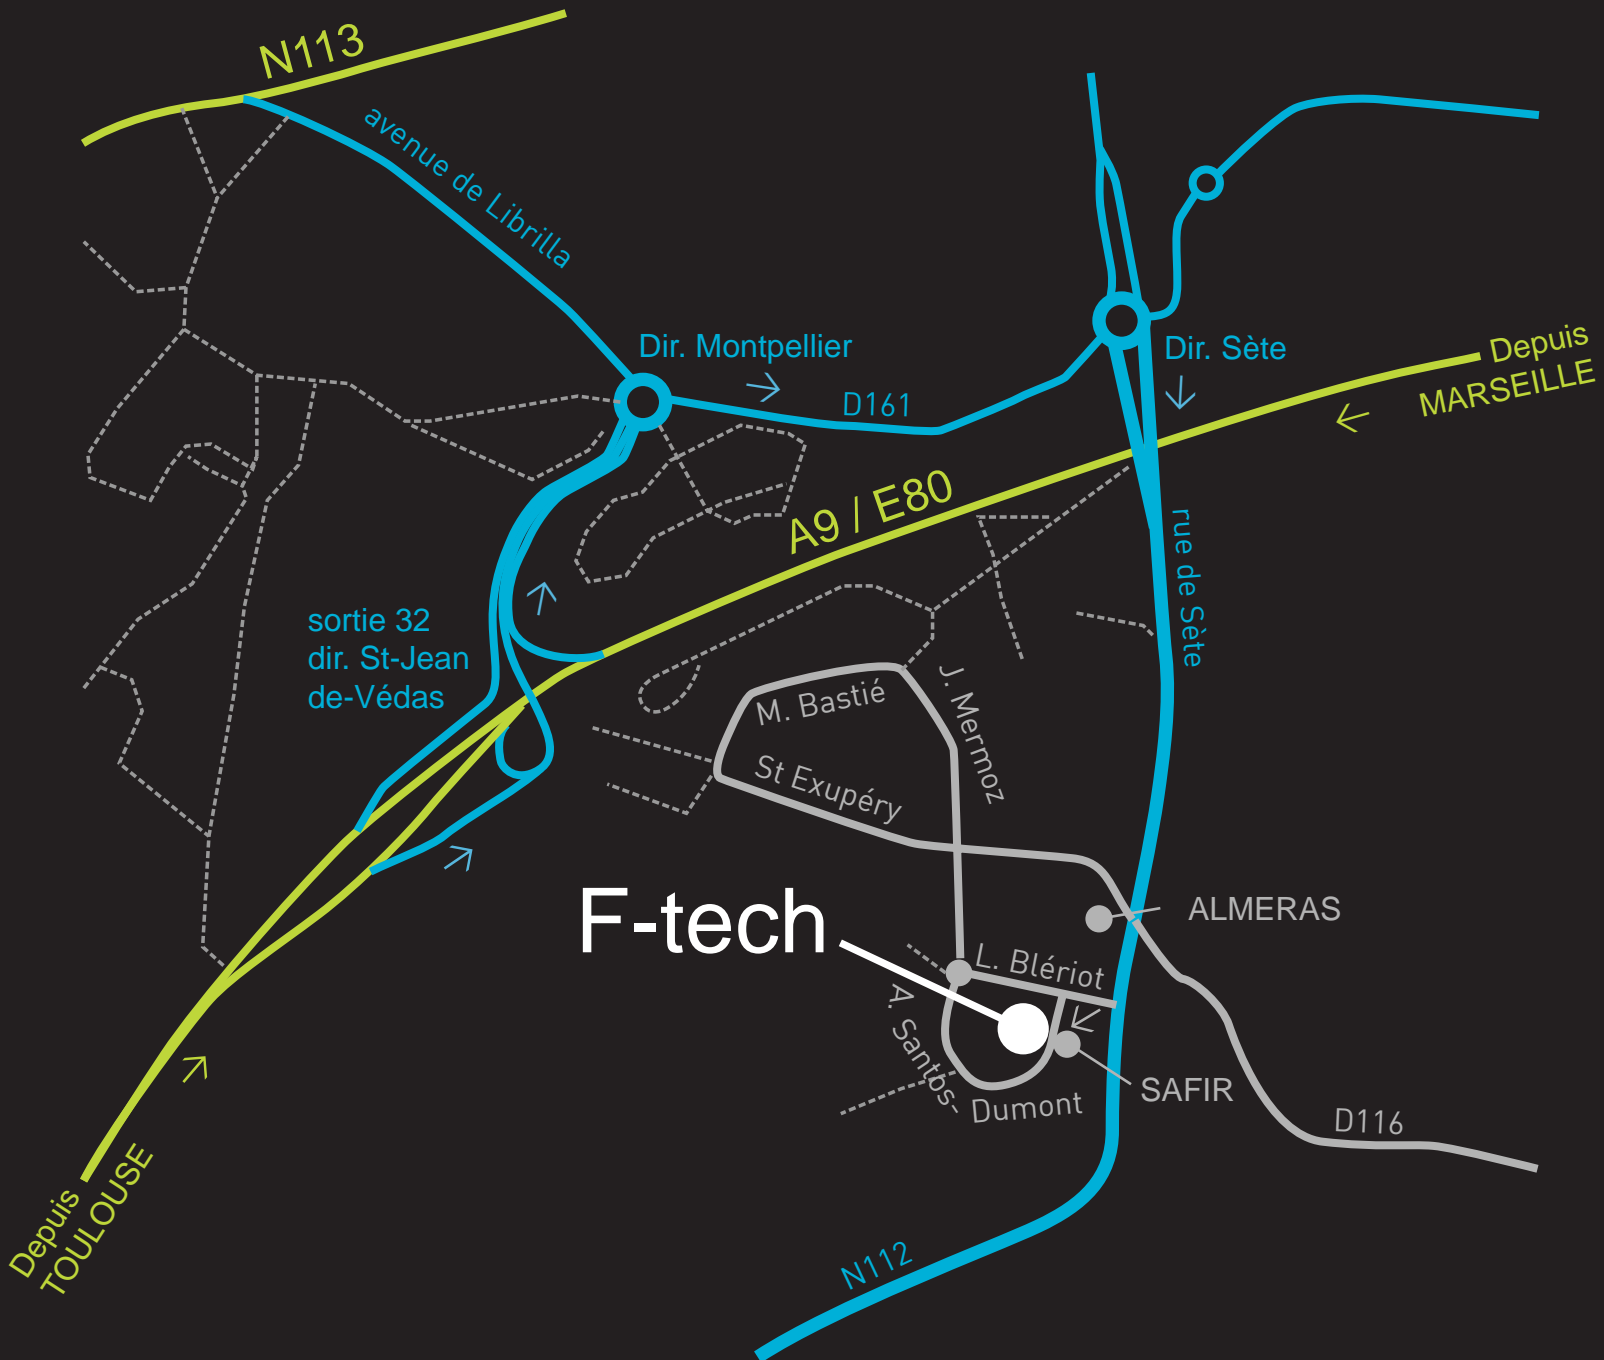 N113
avenue de Librilla
Dir. Montpellier
D161
Dir. Sète
Depuis
MARSEILLE
A9 / E80
rue de Sète
sortie 32
dir. St-Jean
de-Védas
M. Bastié
J. Mermoz
St Exupéry
F-tech
ALMERAS
L. Blériot
A. Santos-
Dumont
SAFIR
D116
Depuis
TOULOUSE
N112